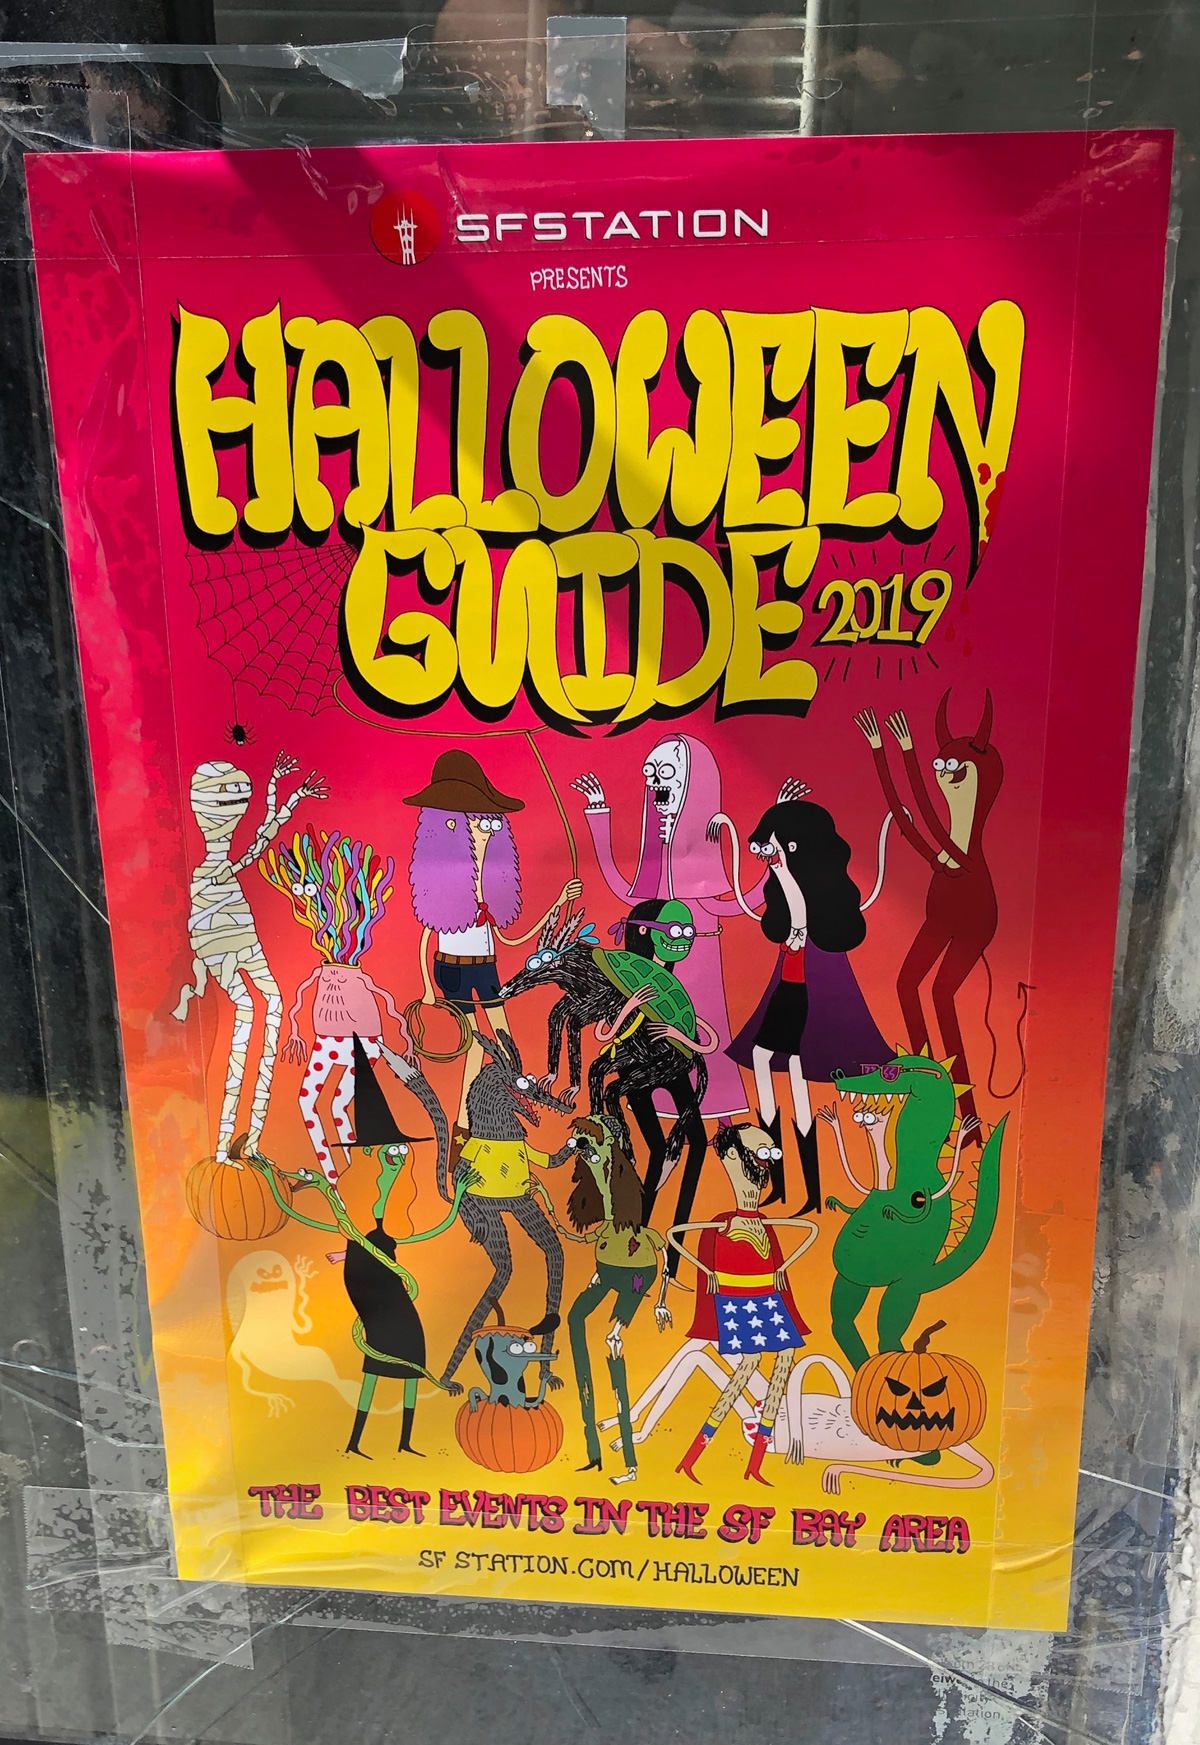 SFSTATION
PRESENTS
HALLOWEEN
GUIDE 2019
THE BEST EVENTS IN THE SF BAY AREA
SF STATION.COM/HALLOWEEN